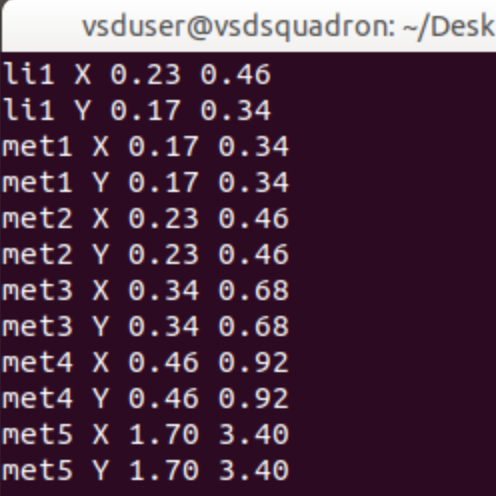 vsduser@vsdsquadron: ~/Desk
li1 X 0.23 0.46
li1 Y 0.17 0.34
met1 X 0.17 0.34
met1 Y 0.17 0.34
met2 X 0.23 0.46
met2 Y 0.23 0.46
met3 X 0.34 0.68
met3 Y 0.34 0.68
met4 X 0.46 0.92
met4 Y 0.46 0.92
met5 X 1.70 3.40
met5 Y 1.70 3.40